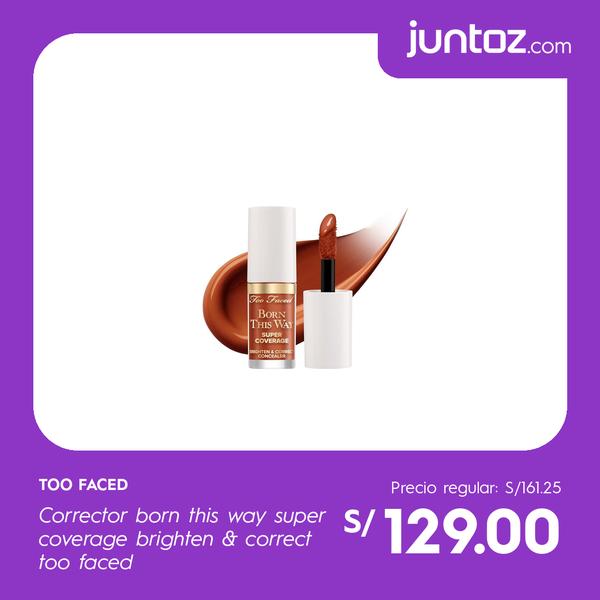 juntoz.com
Too Faced
BORN
THIS WAY
SUPER
COVERAGE
BRIGHTEN & CORRECT
CONCEALER
TOO FACED
Corrector born this way super
coverage brighten & correct
too faced
Precio regular: S/161.25
S/129.00